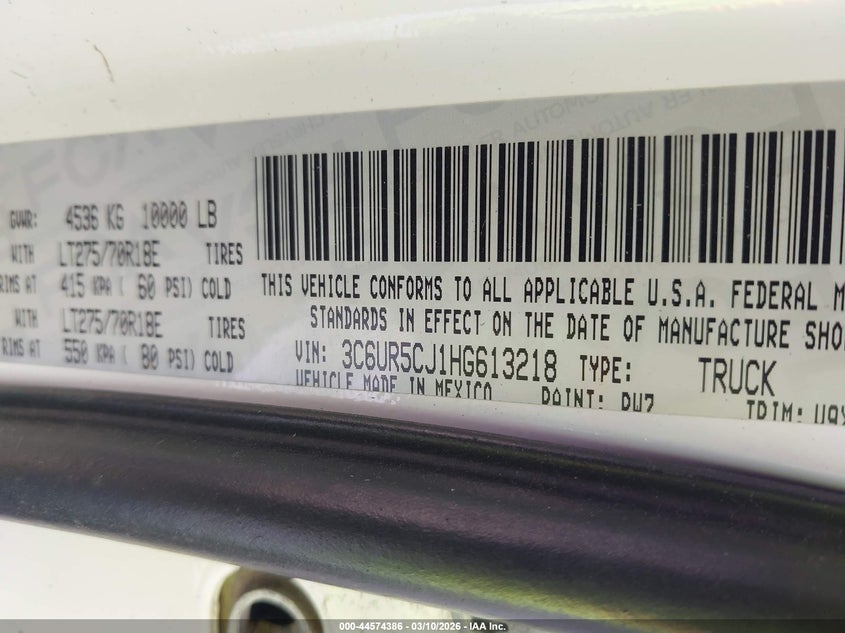 GVWR: 4536 KG 10000 LB
WITH LT275/70R18E TIRES
RIMS AT 415 KPA ( 60 PSI) COLD
WITH LT275/70R18E TIRES
RIMS AT 550 KPA ( 80 PSI) COLD
THIS VEHICLE CONFORMS TO ALL APPLICABLE U.S.A. FEDERAL M
STANDARDS IN EFFECT ON THE DATE OF MANUFACTURE SHO
VIN: 3C6UR5CJ1HG613218 TYPE: TRUCK
VEHICLE MADE IN MEXICO PAINT: PW7 TRIM:
000-44574386 - 03/10/2026 - IAA Inc.